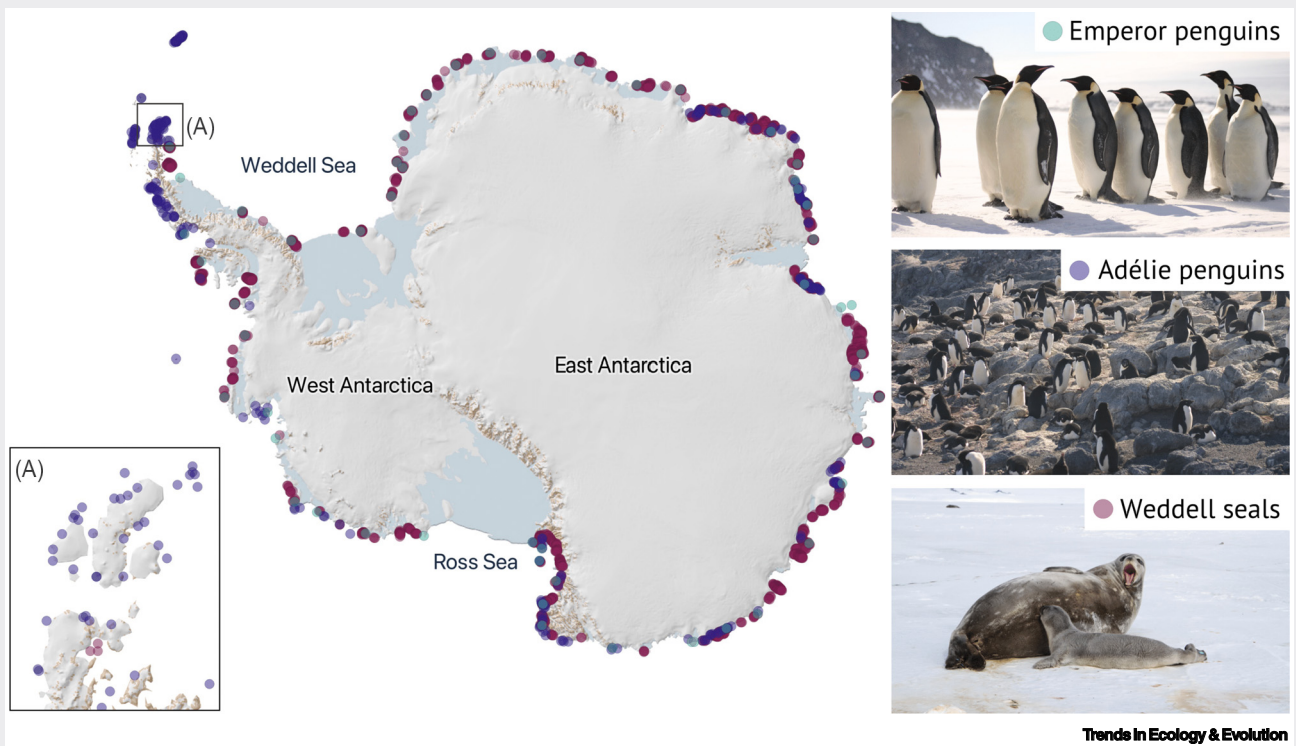 Emperor penguins
(A)
Weddell Sea
Adélie penguins
East Antarctica
West Antarctica
(A)
Weddell seals
Ross Sea
Trends in Ecology & Evolution